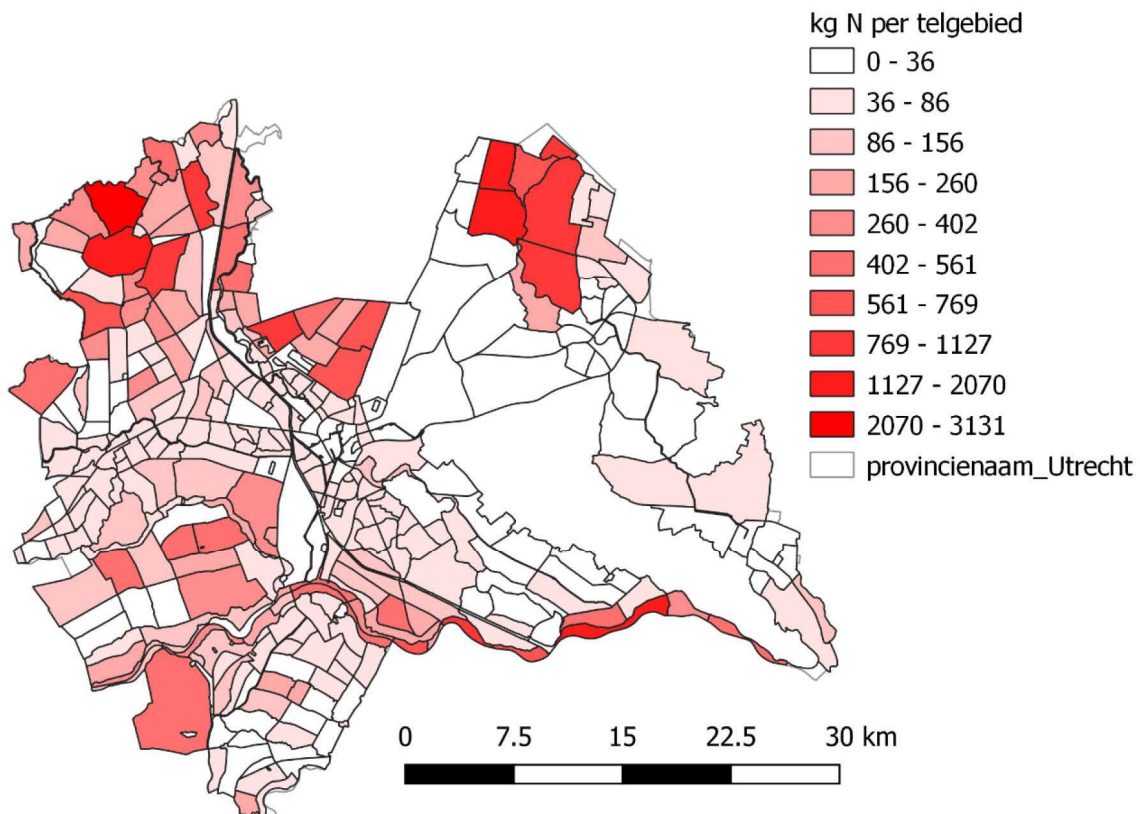 kg N per telgebied
0 - 36
36 - 86
86 - 156
156 - 260
260 - 402
402 - 561
561 - 769
769 - 1127
1127 - 2070
2070 - 3131
provincienaam_Utrecht
0 7.5 15 22.5 30 km